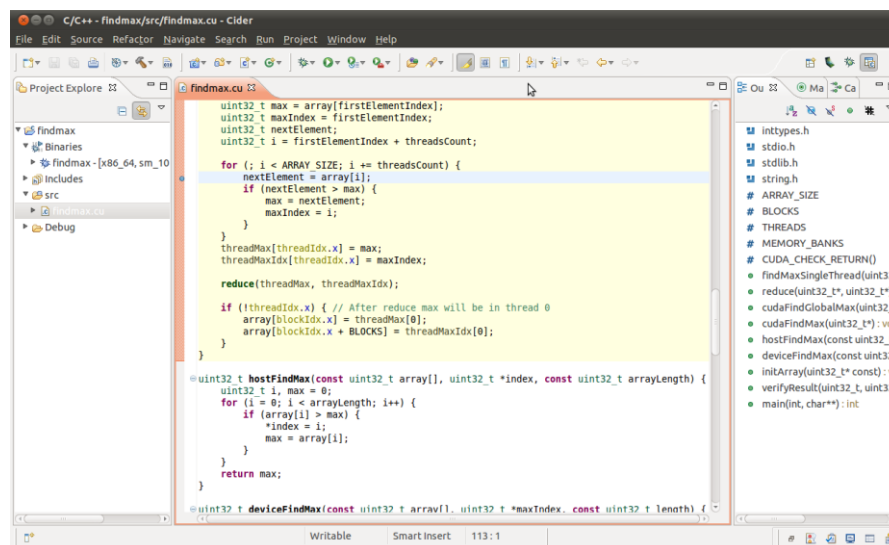 C/C++ - findmax/src/findmax.cu - Cider
File Edit Source Refactor Navigate Search Run Project Window Help
Project Explore
findmax
Binaries
findmax - [x86_64, sm_10
Includes
src
findmax.cu
Debug
findmax.cu
uint32_t max = array[firstElementIndex];
uint32_t maxIndex = firstElementIndex;
uint32_t nextElement;
uint32_t i = firstElementIndex + threadsCount;
for (; i < ARRAY_SIZE; i += threadsCount) {
nextElement = array[i];
if (nextElement > max) {
max = nextElement;
maxIndex = i;
}
}
threadMax[threadIdx.x] = max;
threadMaxIdx[threadIdx.x] = maxIndex;
reduce(threadMax, threadMaxIdx);
if (!threadIdx.x) { // After reduce max will be in thread 0
array[blockIdx.x] = threadMax[0];
array[blockIdx.x + BLOCKS] = threadMaxIdx[0];
}
}
uint32_t hostFindMax(const uint32_t array[], uint32_t *index, const uint32_t arrayLength) {
uint32_t i, max = 0;
for (i = 0; i < arrayLength; i++) {
if (array[i] > max) {
*index = i;
max = array[i];
}
}
return max;
}
uint32_t deviceFindMax(const uint32_t array[], uint32_t *maxIndex, const uint32_t length) {
Ou Ma Ca
inttypes.h
stdio.h
stdlib.h
string.h
ARRAY_SIZE
BLOCKS
THREADS
MEMORY_BANKS
CUDA_CHECK_RETURN()
findMaxSingleThread(uint3
reduce(uint32_t*, uint32_t*
cudaFindGlobalMax(uint32
cudaFindMax(uint32_t*) : v
hostFindMax(const uint32_
deviceFindMax(const uint3
initArray(uint32_t* const) :
verifyResult(uint32_t, uint3
main(int, char**) : int
Writable Smart Insert 113 : 1